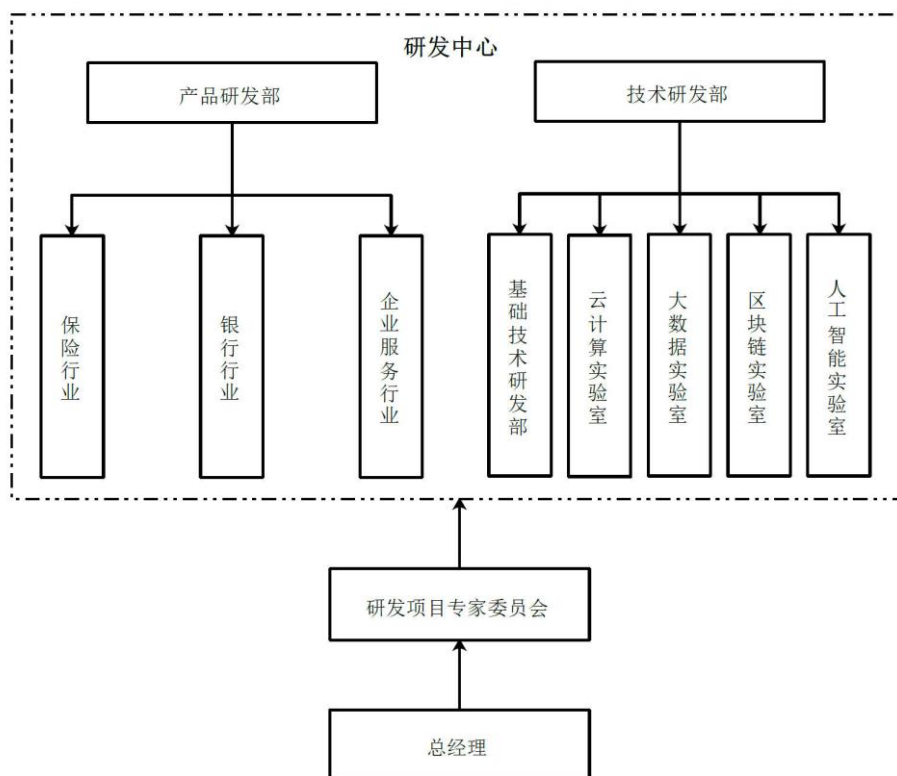 研发中心
产品研发部
技术研发部
保险行业
银行行业
企业服务行业
基础技术研发部
云计算实验室
大数据实验室
区块链实验室
人工智能实验室
研发项目专家委员会
总经理